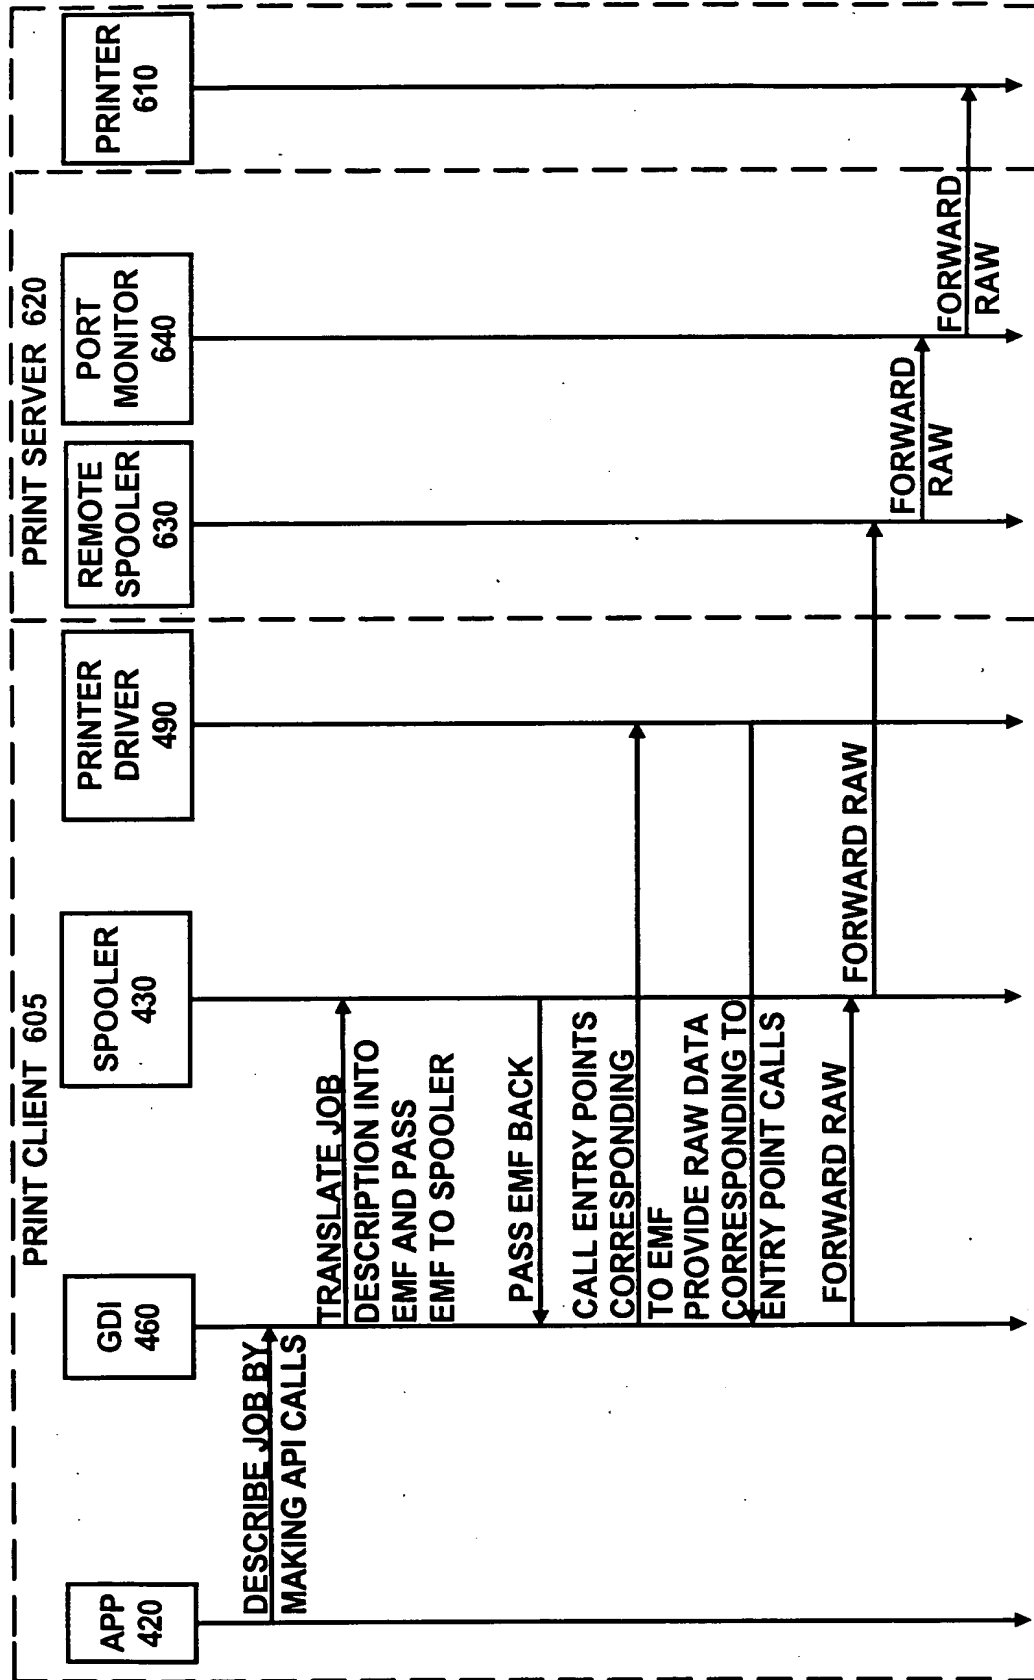 PRINT CLIENT 605
PRINT SERVER 620
APP
420
GDI
460
SPOOLER
430
PRINTER
DRIVER
490
REMOTE
SPOOLER
630
PORT
MONITOR
640
PRINTER
610
DESCRIBE JOB BY
MAKING API CALLS
TRANSLATE JOB
DESCRIPTION INTO
EMF AND PASS
EMF TO SPOOLER
PASS EMF BACK
CALL ENTRY POINTS
CORRESPONDING
TO EMF
PROVIDE RAW DATA
CORRESPONDING TO
ENTRY POINT CALLS
FORWARD RAW
FORWARD RAW
FORWARD
RAW
FORWARD
RAW